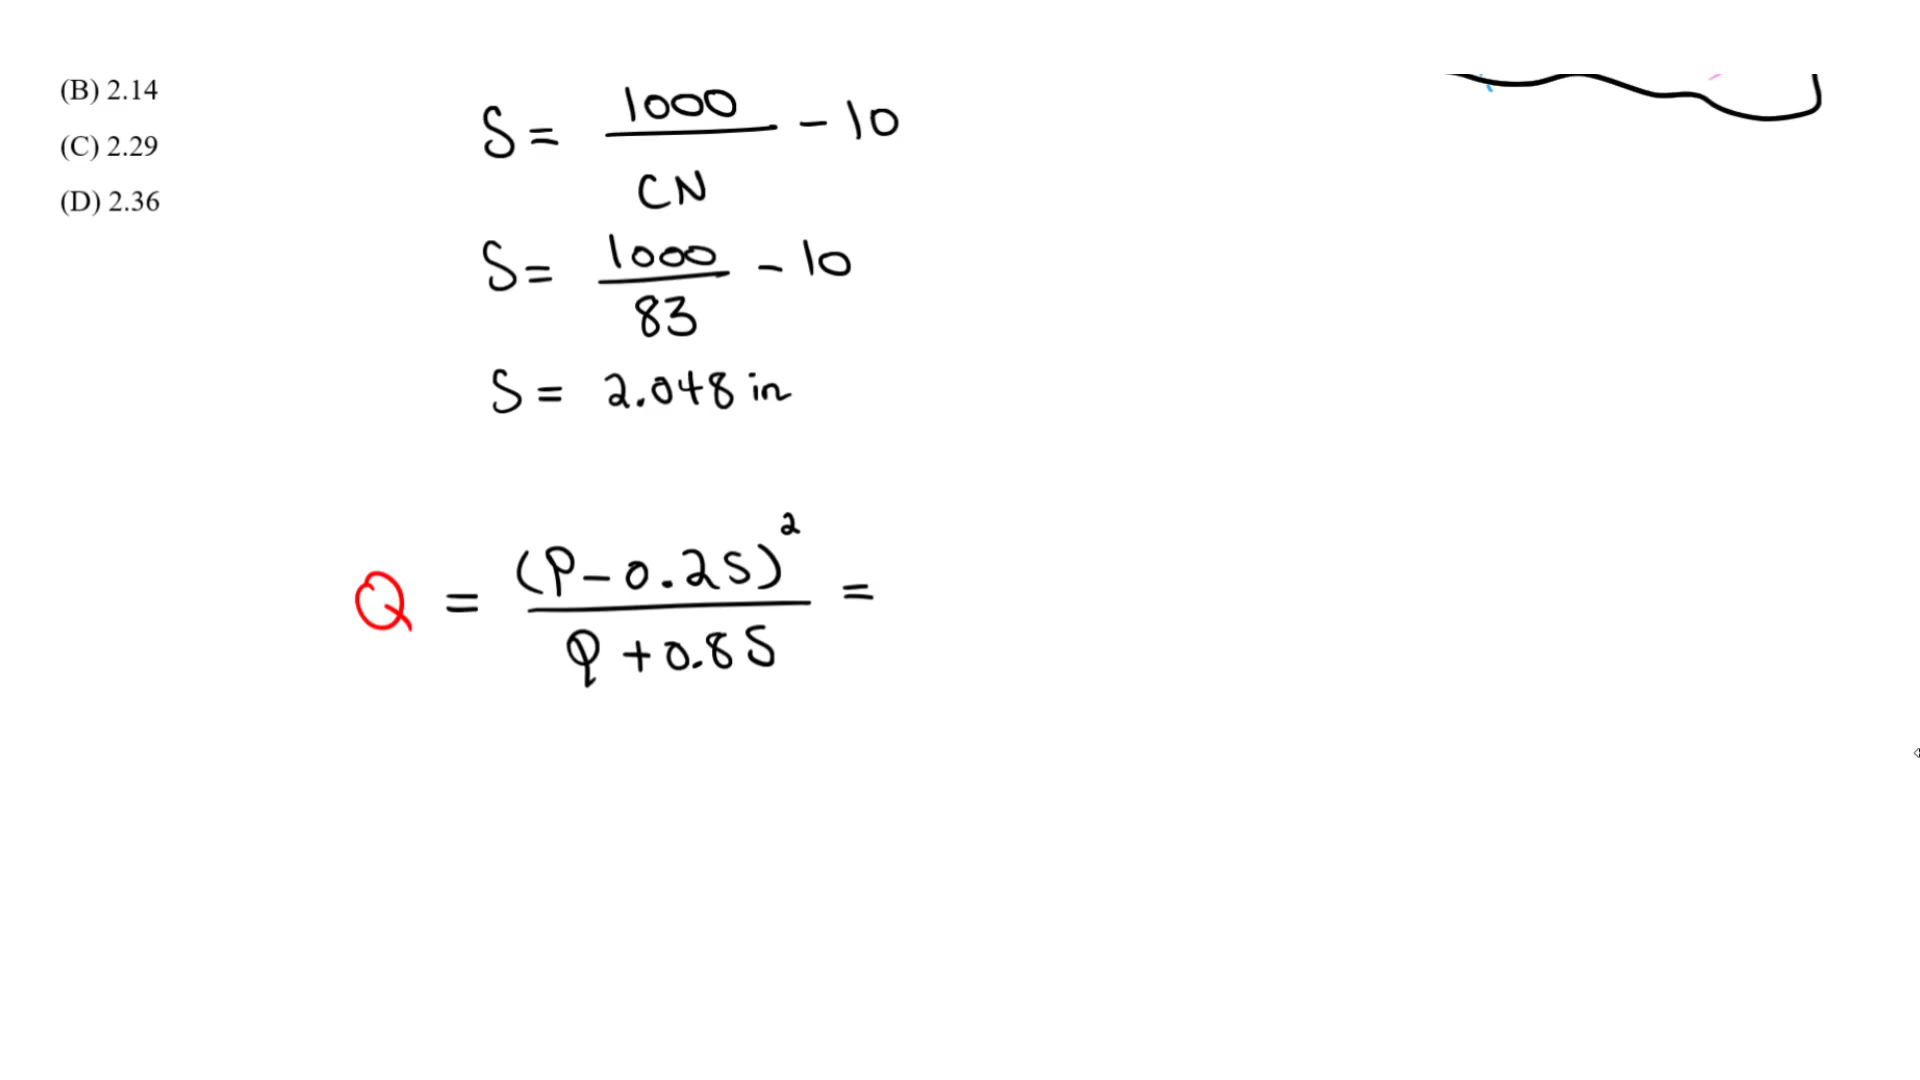 (B) 2.14
(C) 2.29
(D) 2.36
S = 1000 / CN - 10
S = 1000 / 83 - 10
S = 2.048 in
Q = (P - 0.2S)² / P + 0.8S =